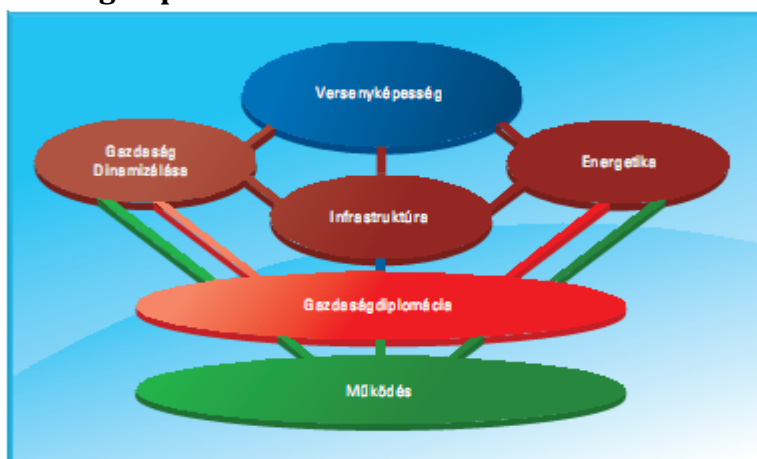 Versenyképesség
Gazdaság
Dinamizálása
Energetika
Infrastruktúra
Gazdaságdiplomácia
Működés